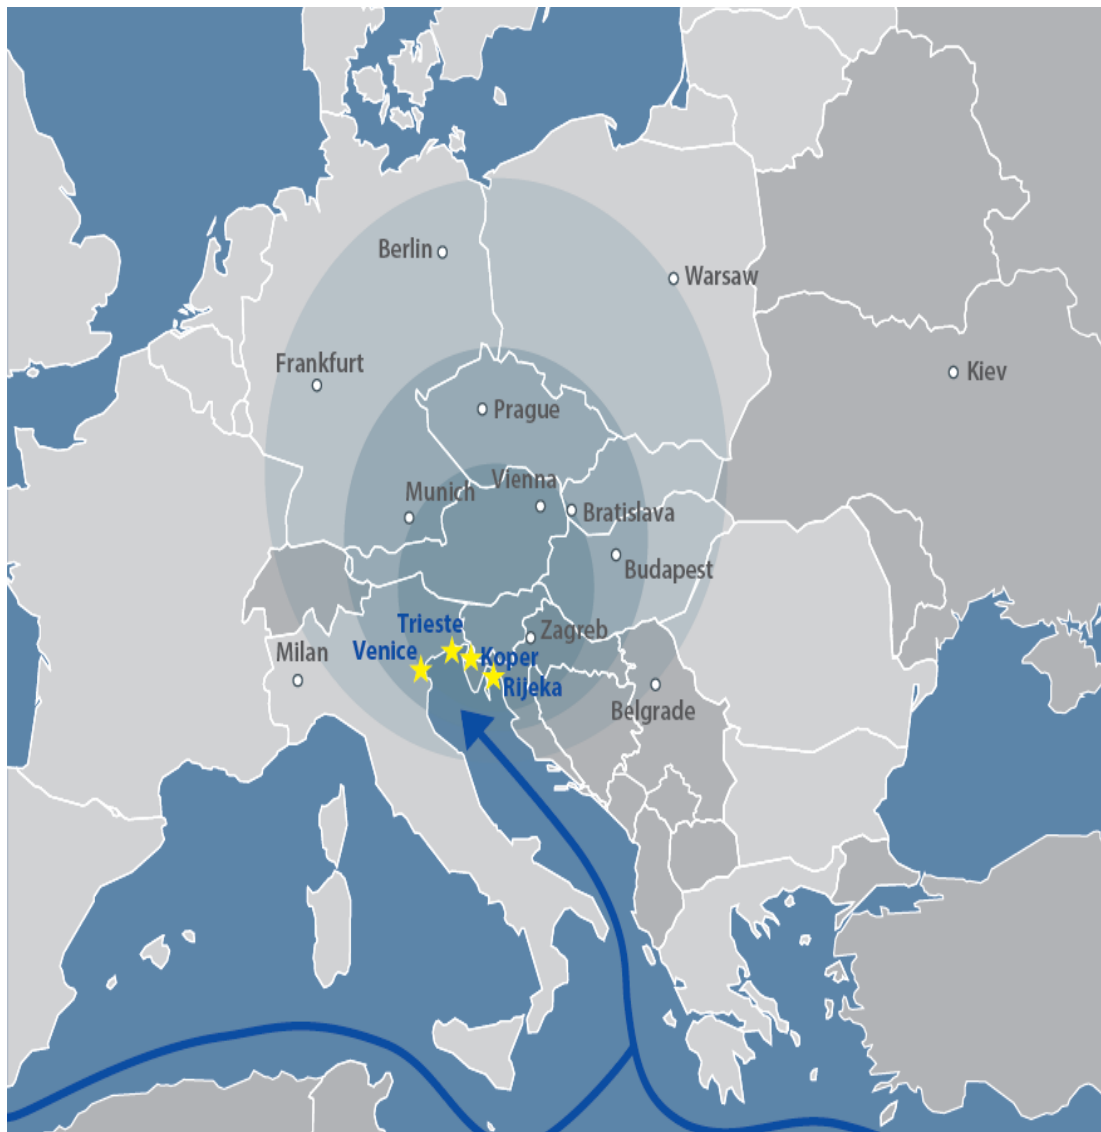 Berlin
Warsaw
Frankfurt
Kiev
Prague
Vienna
Munich
Bratislava
Budapest
Trieste
Zagreb
Venice
Milan
Koper
Rijeka
Belgrade